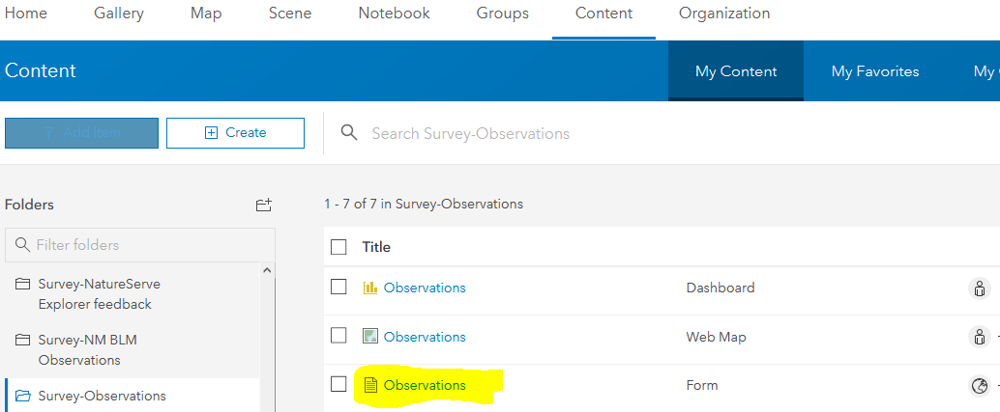 Home Gallery Map Scene Notebook Groups Content Organization
Content My Content My Favorites My
Add Item Create Search Survey-Observations
Folders 1 - 7 of 7 in Survey-Observations
Filter folders Title
Survey-NatureServe Explorer feedback Observations Dashboard
Survey-NM BLM Observations Observations Web Map
Survey-Observations Observations Form